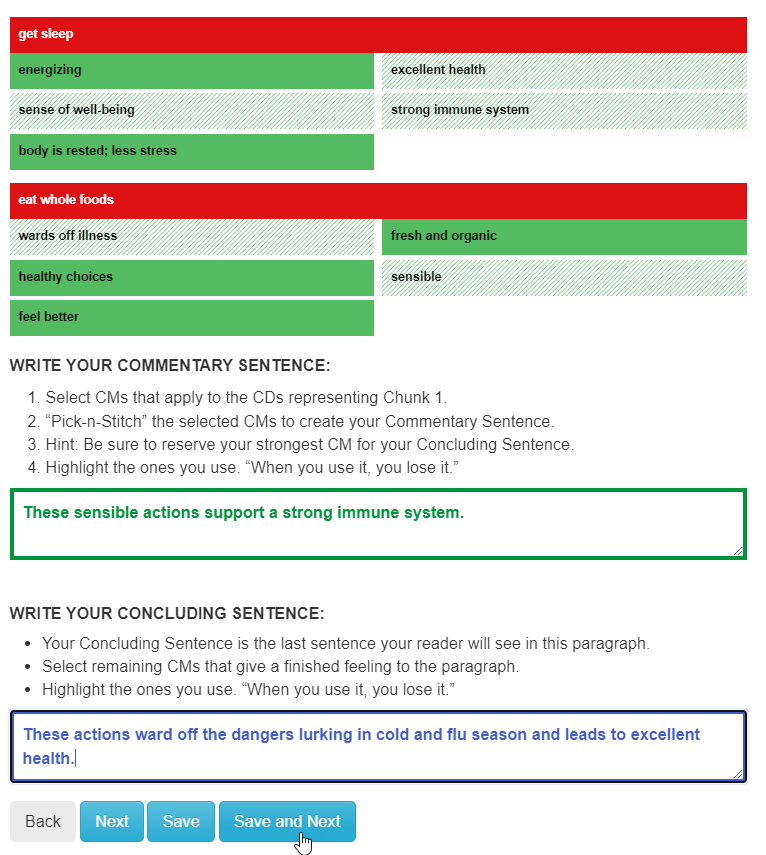 get sleep
energizing
excellent health
sense of well-being
strong immune system
body is rested; less stress
eat whole foods
wards off illness
fresh and organic
healthy choices
sensible
feel better
WRITE YOUR COMMENTARY SENTENCE:
1. Select CMs that apply to the CDs representing Chunk 1.
2. “Pick-n-Stitch” the selected CMs to create your Commentary Sentence.
3. Hint: Be sure to reserve your strongest CM for your Concluding Sentence.
4. Highlight the ones you use. “When you use it, you lose it.”
These sensible actions support a strong immune system.
WRITE YOUR CONCLUDING SENTENCE:
• Your Concluding Sentence is the last sentence your reader will see in this paragraph.
• Select remaining CMs that give a finished feeling to the paragraph.
• Highlight the ones you use. “When you use it, you lose it.”
These actions ward off the dangers lurking in cold and flu season and leads to excellent
health.
Back
Next
Save
Save and Next